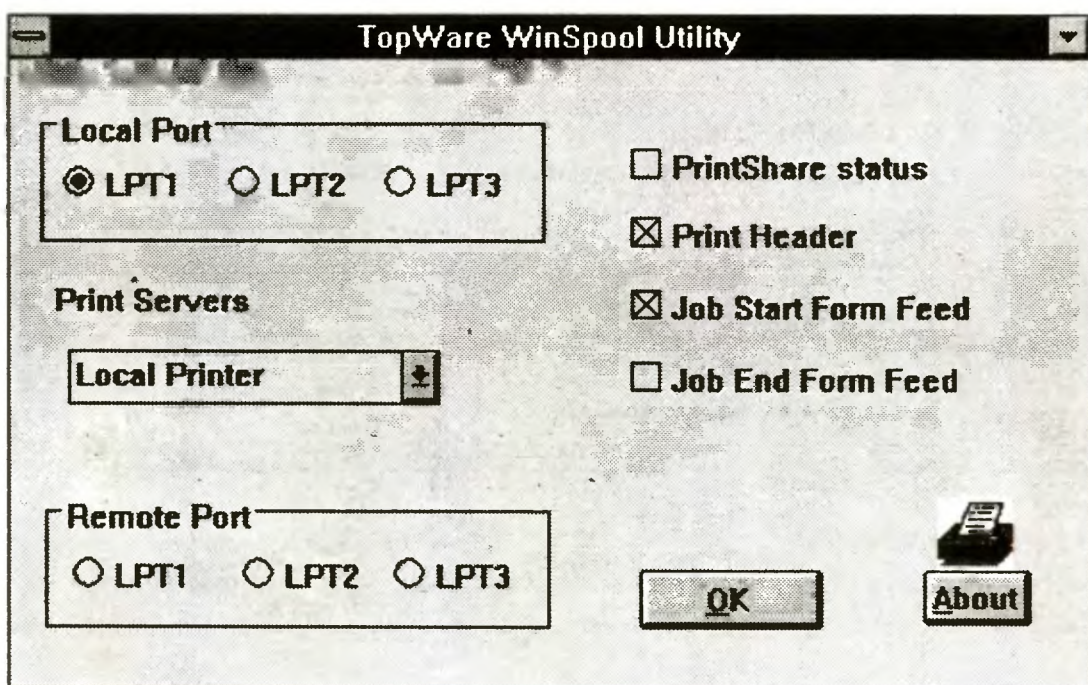 TopWare WinSpool Utility
Local Port
LPT1 LPT2 LPT3
PrintShare status
Print Header
Job Start Form Feed
Job End Form Feed
Print Servers
Local Printer
Remote Port
LPT1 LPT2 LPT3
OK
About